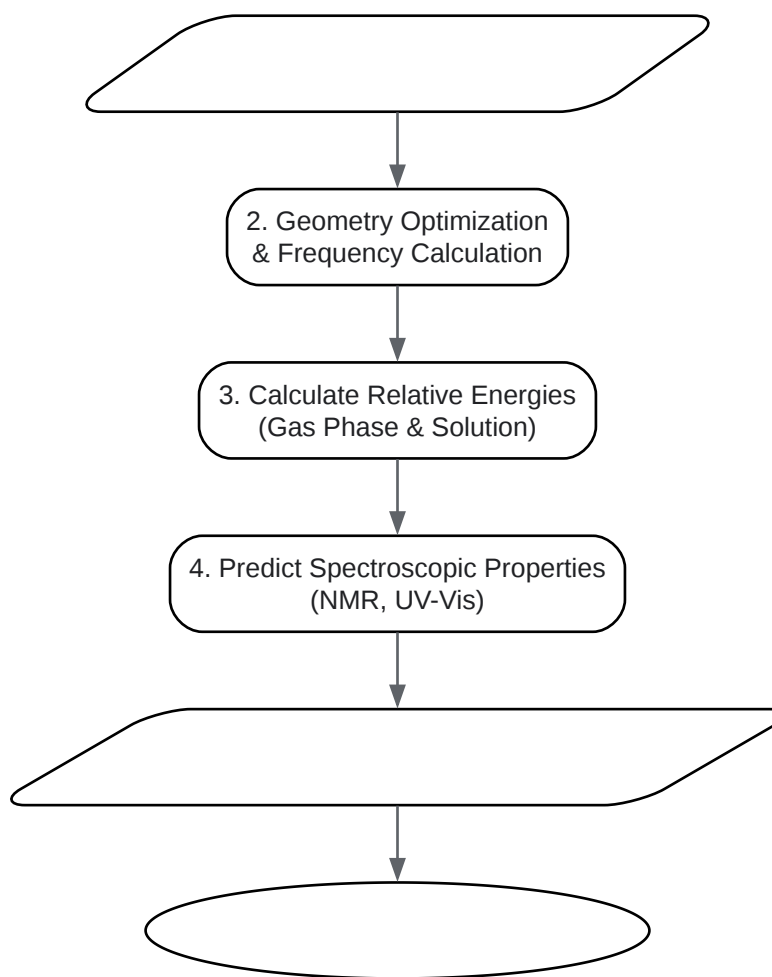 2. Geometry Optimization
& Frequency Calculation
3. Calculate Relative Energies
(Gas Phase & Solution)
4. Predict Spectroscopic Properties
(NMR, UV-Vis)